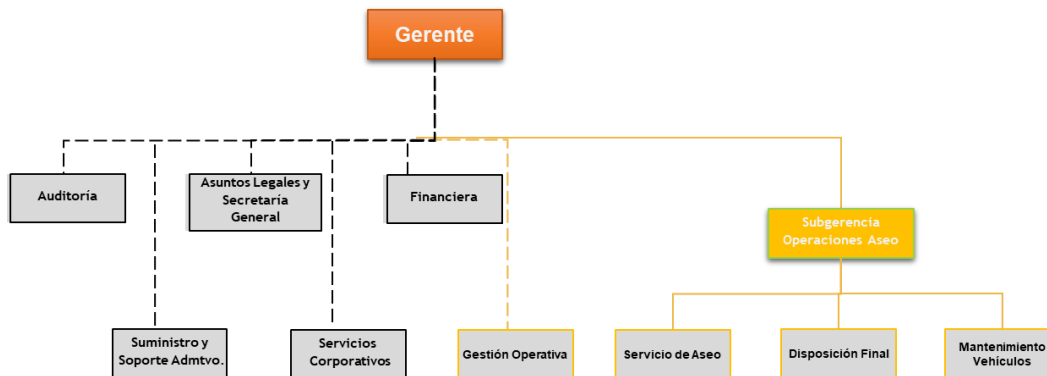 Gerente
Auditoría
Asuntos Legales y
Secretaría
General
Financiera
Subgerencia
Operaciones Aseo
Suministro y
Soporte Admtvo.
Servicios
Corporativos
Gestión Operativa
Servicio de Aseo
Disposición Final
Mantenimiento
Vehículos